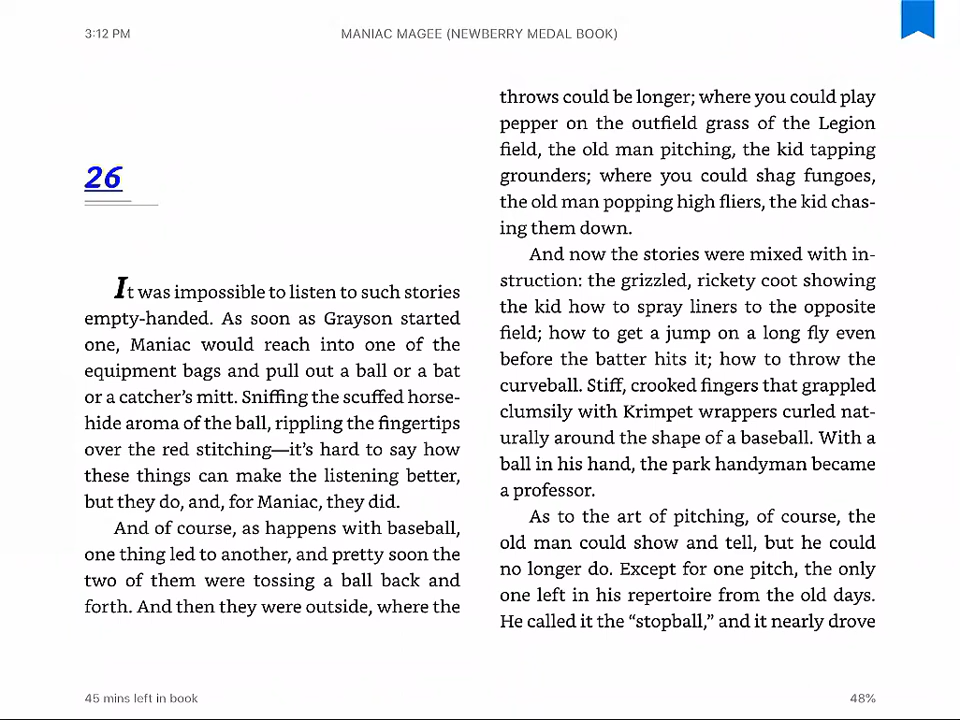 3:12 PM
MANIAC MAGEE (NEWBERRY MEDAL BOOK)
26
It was impossible to listen to such stories
empty-handed. As soon as Grayson started
one, Maniac would reach into one of the
equipment bags and pull out a ball or a bat
or a catcher's mitt. Sniffing the scuffed horse-
hide aroma of the ball, rippling the fingertips
over the red stitching—it's hard to say how
these things can make the listening better,
but they do, and, for Maniac, they did.
And of course, as happens with baseball,
one thing led to another, and pretty soon the
two of them were tossing a ball back and
forth. And then they were outside, where the
throws could be longer; where you could play
pepper on the outfield grass of the Legion
field, the old man pitching, the kid tapping
grounders; where you could shag fungoes,
the old man popping high fliers, the kid chas-
ing them down.
And now the stories were mixed with in-
struction: the grizzled, rickety coot showing
the kid how to spray liners to the opposite
field; how to get a jump on a long fly even
before the batter hits it; how to throw the
curveball. Stiff, crooked fingers that grappled
clumsily with Krimpet wrappers curled nat-
urally around the shape of a baseball. With a
ball in his hand, the park handyman became
a professor.
As to the art of pitching, of course, the
old man could show and tell, but he could
no longer do. Except for one pitch, the only
one left in his repertoire from the old days.
He called it the “stopball,” and it nearly drove
45 mins left in book
48%